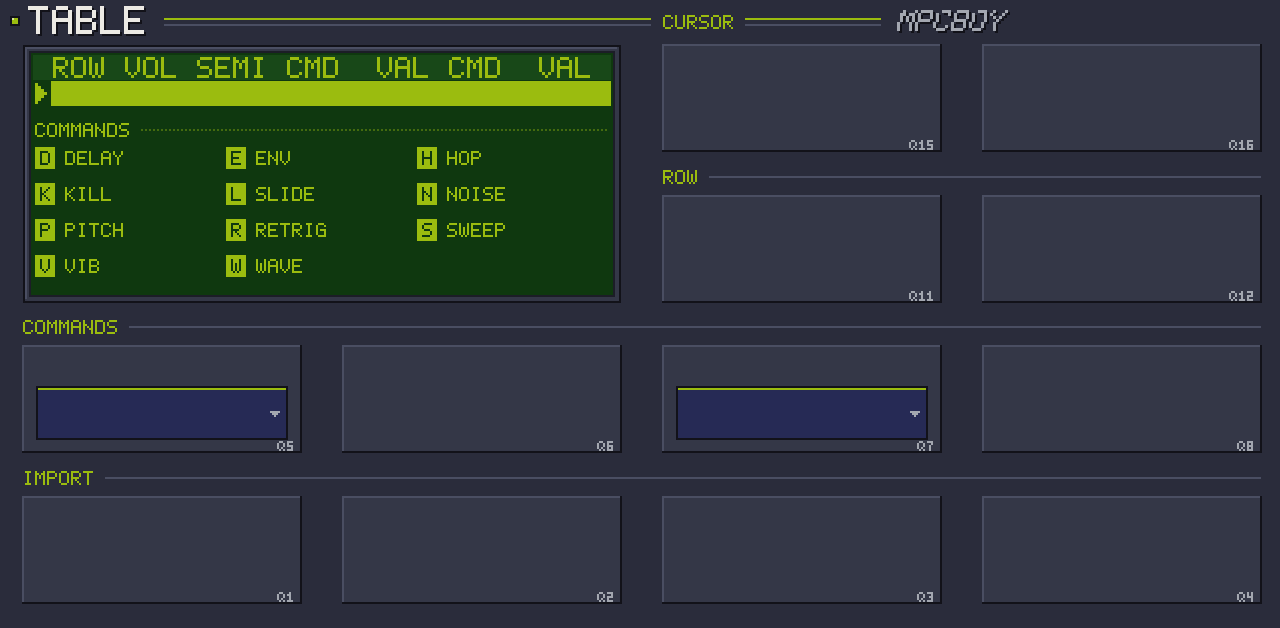 TABLE
CURSOR
MPCBOY
ROW VOL SEMI CMD VAL CMD VAL
COMMANDS
D DELAY E ENV H HOP
K KILL L SLIDE N NOISE
P PITCH R RETRIG S SWEEP
V VIB W WAVE
Q15 Q16
ROW
Q11 Q12
COMMANDS
Q5 Q6 Q7 Q8
IMPORT
Q1 Q2 Q3 Q4